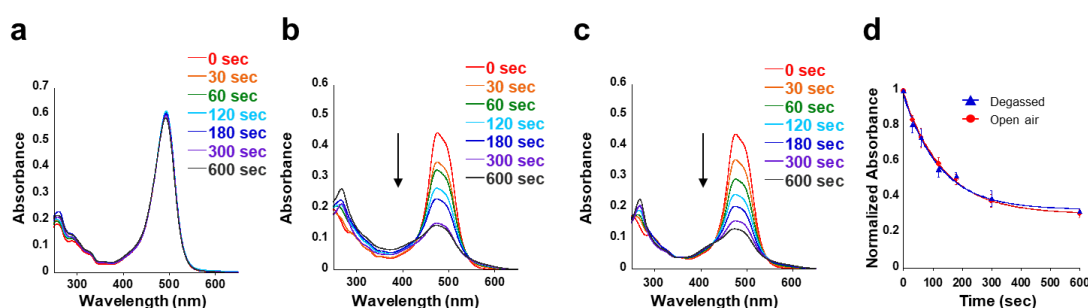 a
0.7
0.6
0.5
0.4
0.3
0.2
0.1
0
Absorbance
300 400 500 600
Wavelength (nm)
0 sec
30 sec
60 sec
120 sec
180 sec
300 sec
600 sec
b
0.6
0.5
0.4
0.3
0.2
0.1
0
Absorbance
300 400 500 600
Wavelength (nm)
0 sec
30 sec
60 sec
120 sec
180 sec
300 sec
600 sec
c
0.6
0.5
0.4
0.3
0.2
0.1
0
Absorbance
300 400 500 600
Wavelength (nm)
0 sec
30 sec
60 sec
120 sec
180 sec
300 sec
600 sec
d
1
0.8
0.6
0.4
0.2
0
Normalized Absorbance
0 120 240 360 480 600
Time (sec)
Degassed
Open air